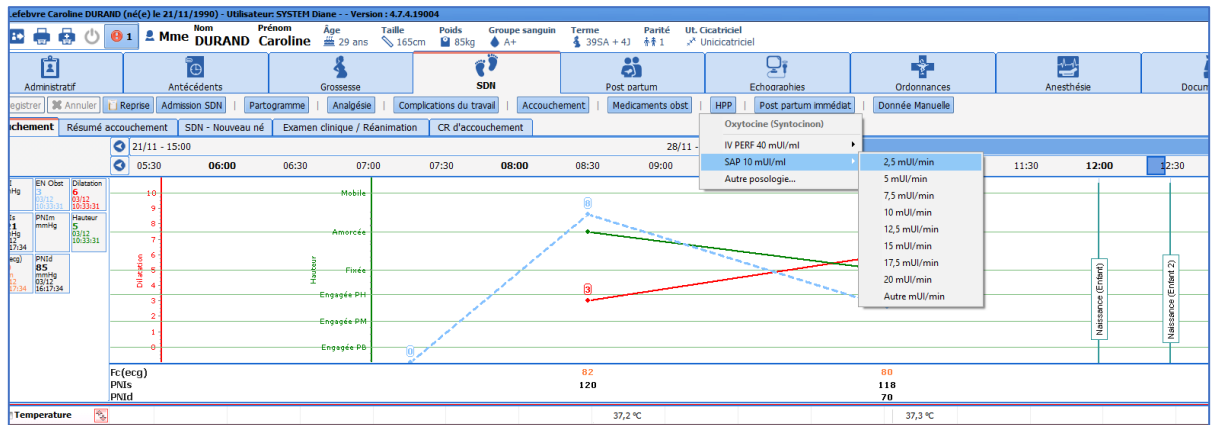 Lefebvre Caroline DURAND (né(e) le 21/11/1990) - Utilisateur: SYSTEM Diane - - Version : 4.7.4.19004
1 Mme Nom DURAND Prénom Caroline Âge 29 ans Taille 165cm Poids 85kg Groupe sanguin A+ Terme 39SA + 4J Parité 1 Ut. Cicatriciel Unicicatriciel
Administratif Antécédents Grossesse SDN Post partum Echographies Ordonnances Anesthésie Docum
egistrer Annuler Reprise Admission SDN | Partogramme | Analgésie | Complications du travail | Accouchement | Medicaments obst | HPP | Post partum immédiat | Donnée Manuelle
uchement Résumé accouchement SDN - Nouveau né Examen clinique / Réanimation CR d'accouchement
Oxytocine (Syntocinon)
IV PERF 40 mUI/ml
SAP 10 mUI/ml
Autre posologie...
2,5 mUI/min
5 mUI/min
7,5 mUI/min
10 mUI/min
12,5 mUI/min
15 mUI/min
17,5 mUI/min
20 mUI/min
Autre mUI/min
21/11 - 15:00 28/11 -
05:30 06:00 06:30 07:00 07:30 08:00 08:30 09:00 11:30 12:00 12:30
EN Obst
3
03/12
10:33:31
Dilatation
6
03/12
10:33:31
PNIm
mmHg
Hauteur
5
03/12
10:33:31
PNId
85
mmHg
03/12
16:17:34
Dilatation
10
9
8
7
6
5
4
3
2
1
0
Hauteur
Mobile
Amorcée
Fixée
Engagée PH
Engagée PM
Engagée PB
0
8
3
Naissance (Enfant)
Naissance (Enfant 2)
Fc(ecg) 82 80
PNIs 120 118
PNId 70
Temperature 37,2 °C 37,3 °C